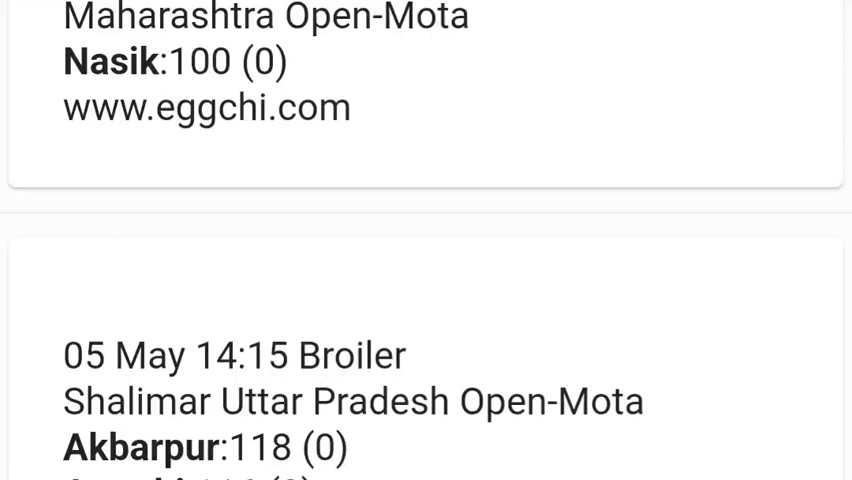 Maharashtra Open-Mota
Nasik:100 (0)
www.eggchi.com
05 May 14:15 Broiler
Shalimar Uttar Pradesh Open-Mota
Akbarpur:118 (0)